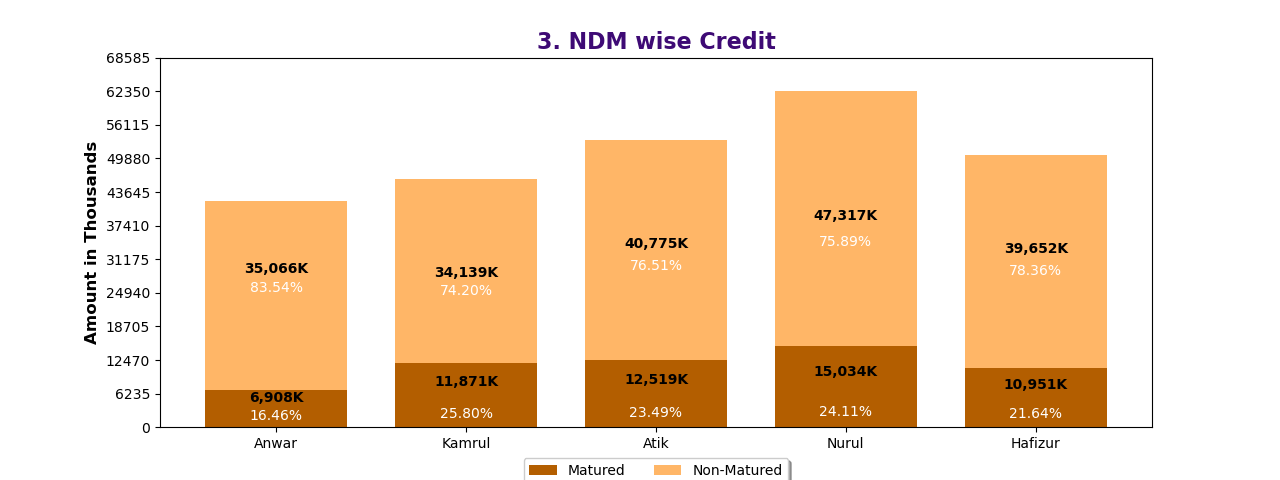 3. NDM wise Credit
Amount in Thousands
68585
62350
56115
49880
43645
37410
31175
24940
18705
12470
6235
0
35,066K
83.54%
6,908K
16.46%
34,139K
74.20%
11,871K
25.80%
40,775K
76.51%
12,519K
23.49%
47,317K
75.89%
15,034K
24.11%
39,652K
78.36%
10,951K
21.64%
Anwar Kamrul Atik Nurul Hafizur
Matured Non-Matured